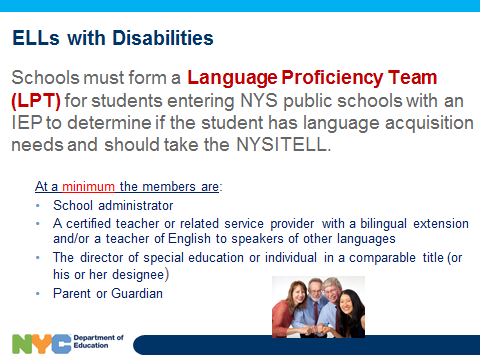 ELLs with Disabilities
Schools must form a Language Proficiency Team
(LPT) for students entering NYS public schools with an
IEP to determine if the student has language acquisition
needs and should take the NYSITELL.
At a minimum the members are:
• School administrator
• A certified teacher or related service provider with a bilingual extension
and/or a teacher of English to speakers of other languages
• The director of special education or individual in a comparable title (or
his or her designee)
• Parent or Guardian
NYC Department of
Education